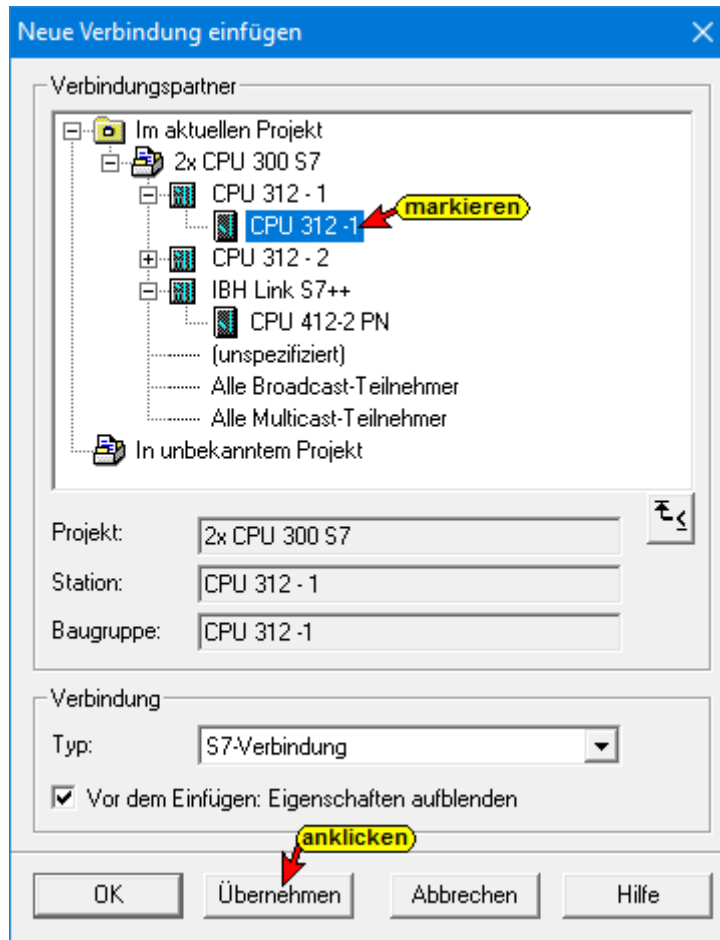 Neue Verbindung einfügen
Verbindungspartner
Im aktuellen Projekt
2x CPU 300 S7
CPU 312 - 1
markieren
CPU 312 -1
CPU 312 - 2
IBH Link S7++
CPU 412-2 PN
(unspezifiziert)
Alle Broadcast-Teilnehmer
Alle Multicast-Teilnehmer
In unbekanntem Projekt
Projekt: 2x CPU 300 S7
Station: CPU 312 - 1
Baugruppe: CPU 312 -1
Verbindung
Typ: S7-Verbindung
Vor dem Einfügen: Eigenschaften aufblenden
anklicken
OK Übernehmen Abbrechen Hilfe